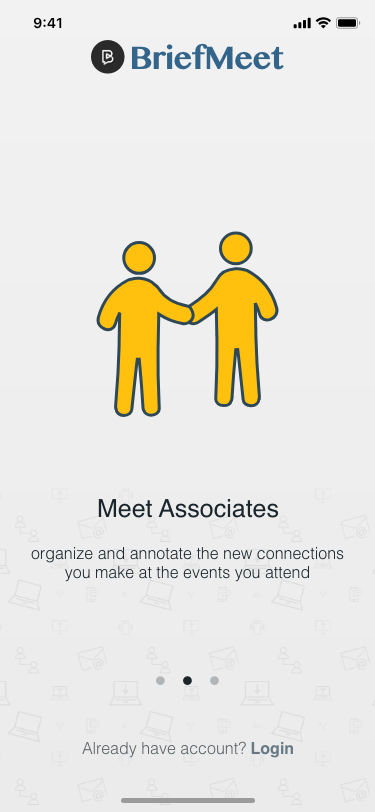 9:41
BriefMeet
Meet Associates
organize and annotate the new connections
you make at the events you attend
Already have account? Login